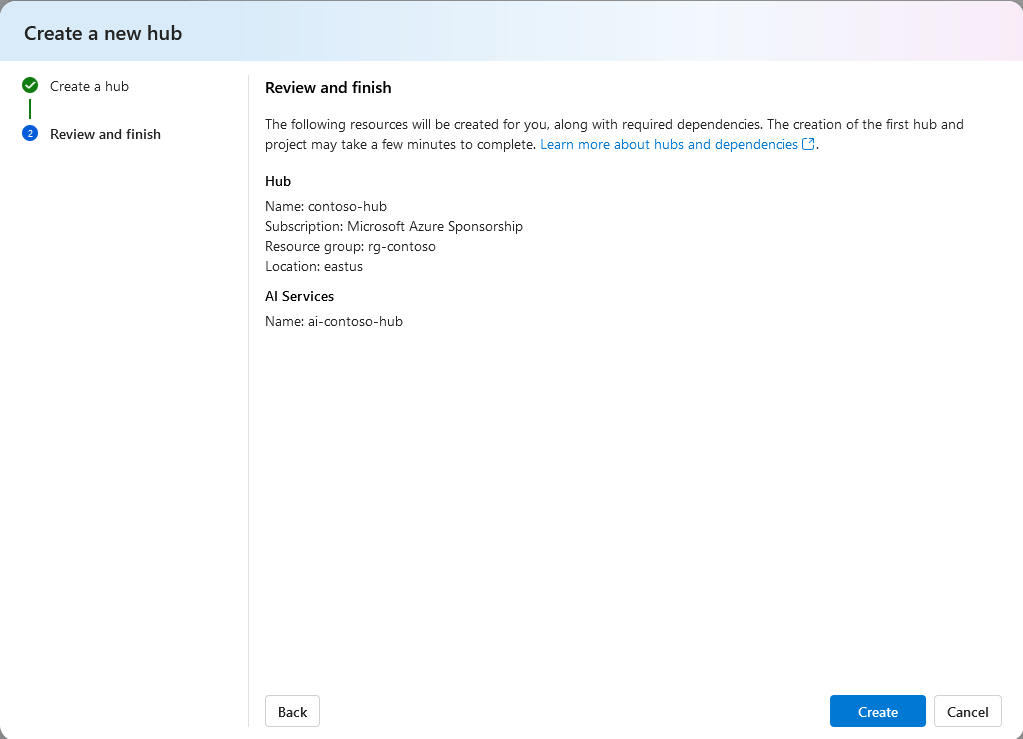 Create a new hub
Create a hub
2
Review and finish
Review and finish
The following resources will be created for you, along with required dependencies. The creation of the first hub and
project may take a few minutes to complete. Learn more about hubs and dependencies.
Hub
Name: contoso-hub
Subscription: Microsoft Azure Sponsorship
Resource group: rg-contoso
Location: eastus
AI Services
Name: ai-contoso-hub
Back
Create
Cancel